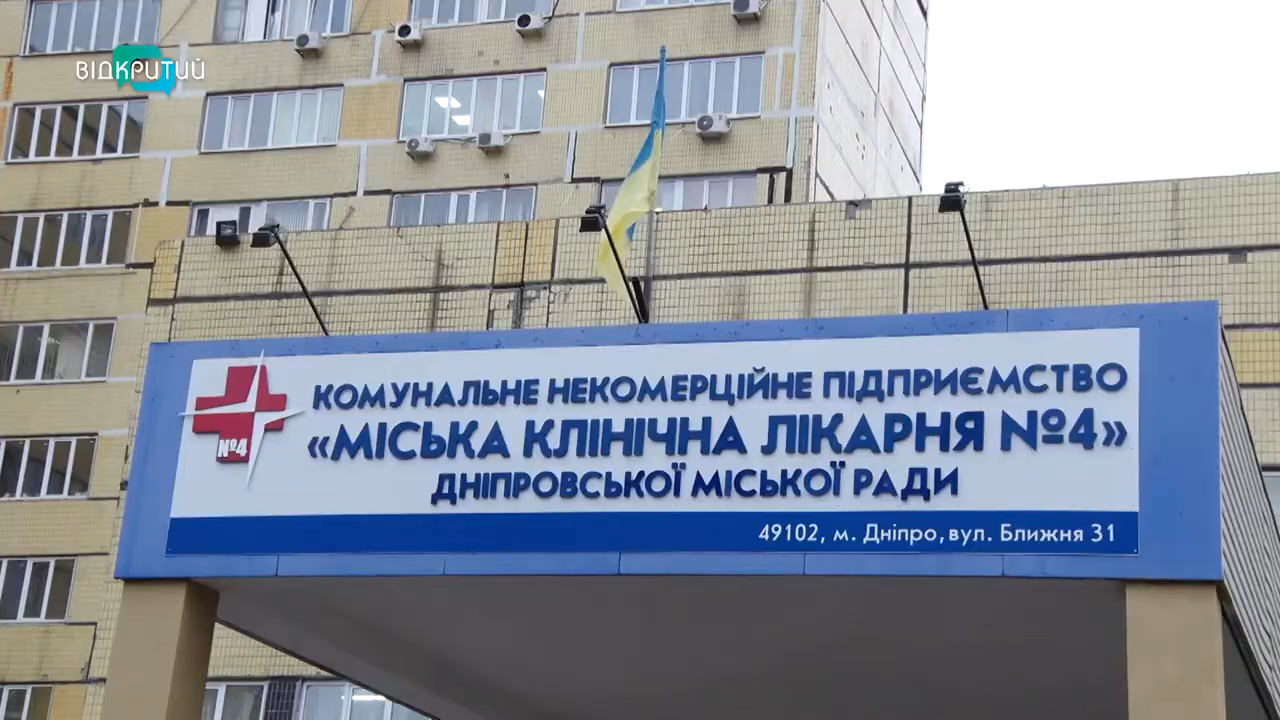 ВІДКРИТИЙ
КОМУНАЛЬНЕ НЕКОМЕРЦІЙНЕ ПІДПРИЄМСТВО
«МІСЬКА КЛІНІЧНА ЛІКАРНЯ №4»
№4
ДНІПРОВСЬКОЇ МІСЬКОЇ РАДИ
49102, м. Дніпро, вул. Ближня 31